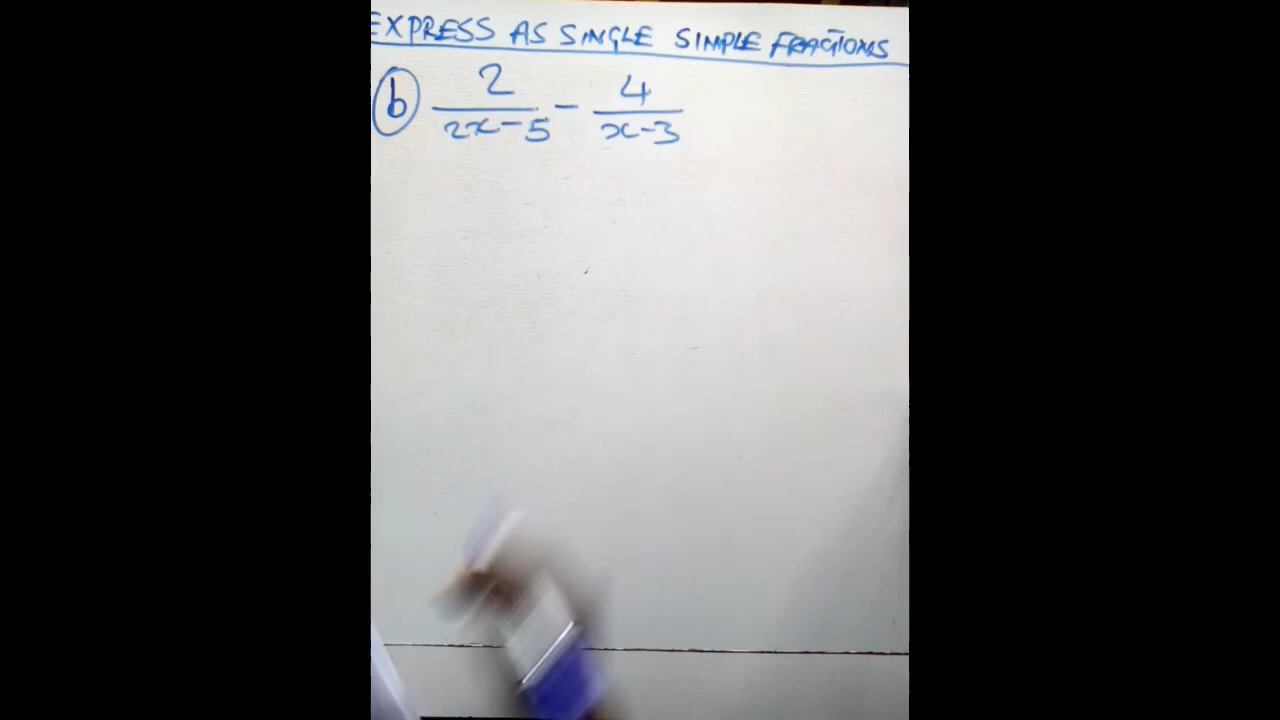 EXPRESS AS SINGLE SIMPLE FRACTIONS
b 2/(2x-5) - 4/(x-3)